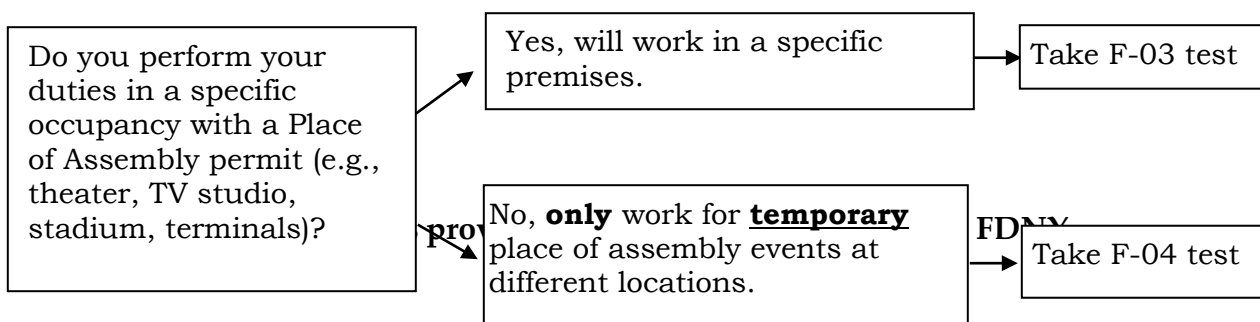 Do you perform your
duties in a specific
occupancy with a Place
of Assembly permit (e.g.,
theater, TV studio,
stadium, terminals)?
Yes, will work in a specific
premises.
Take F-03 test
No, only work for temporary
place of assembly events at
different locations.
Take F-04 test
FDNY